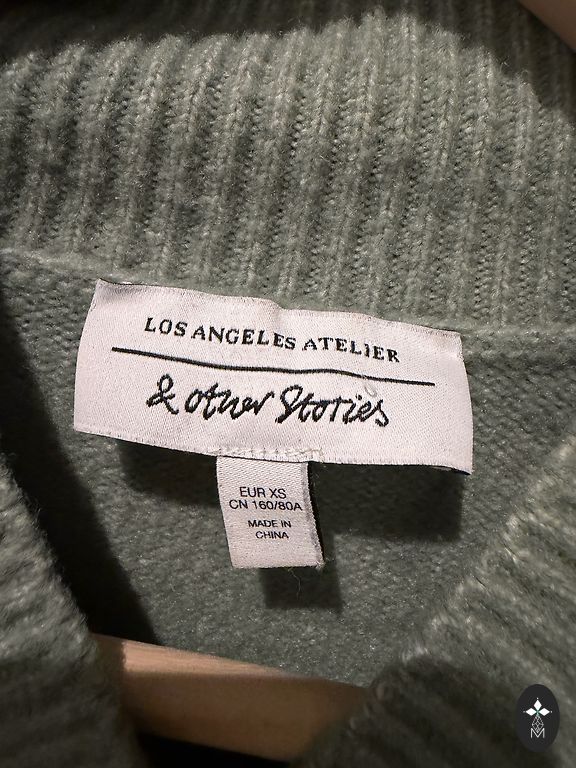 LOS ANGELES ATELIER
& other Stories
EUR XS
CN 160/80A
MADE IN
CHINA
M